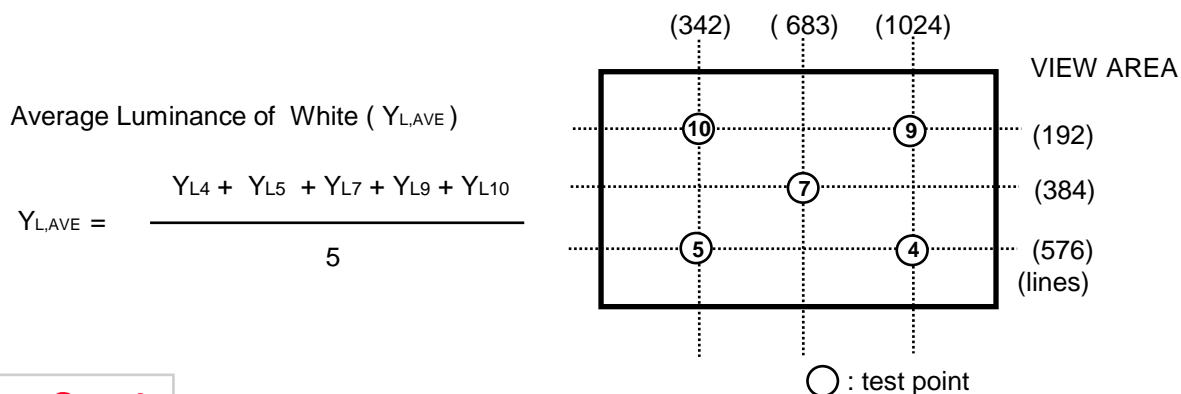 (342) ( 683) (1024)
VIEW AREA
Average Luminance of White ( YL,AVE )
10 9 (192)
YL4 + YL5 + YL7 + YL9 + YL10
7 (384)
YL,AVE =
5
5 4 (576)
(lines)
: test point